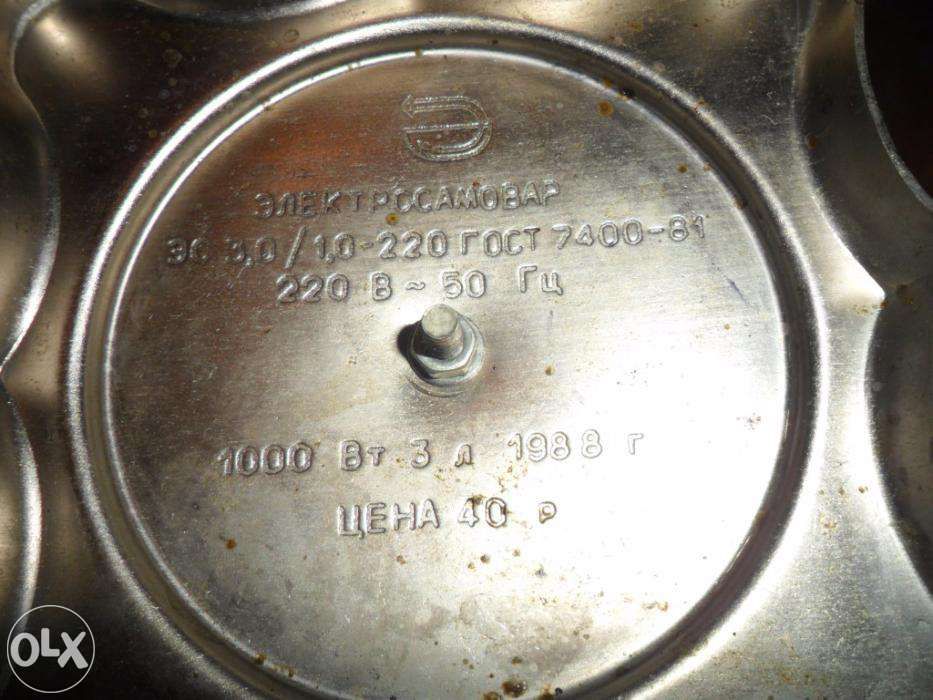 ЭЛЕКТРОСАМОВАР
ЭС 3,0/1,0-220 ГОСТ 7400-81
220 В ~ 50 Гц
1000 Вт 3 л 1988 г
ЦЕНА 40 р
OLX